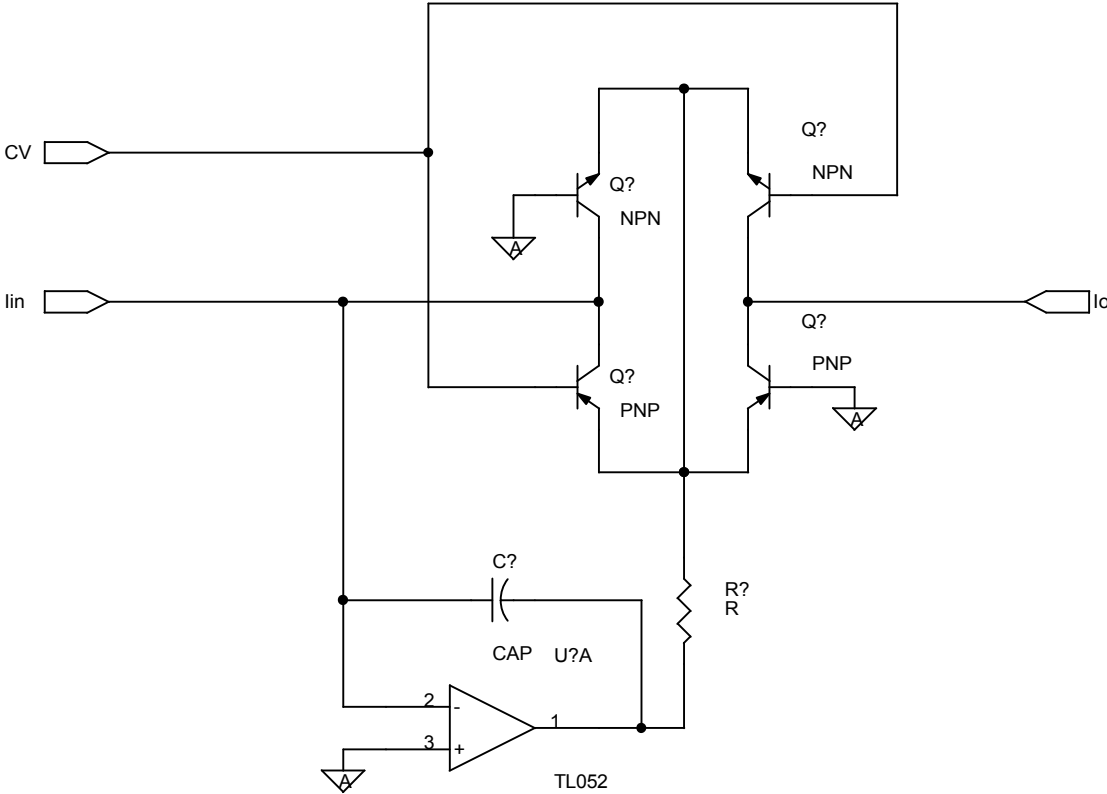 Q?
CV
NPN
Q?
NPN
A
Iin
Io
Q?
Q?
PNP
PNP
A
C?
R?
R
CAP
U?A
2
-
1
3
+
A
TL052